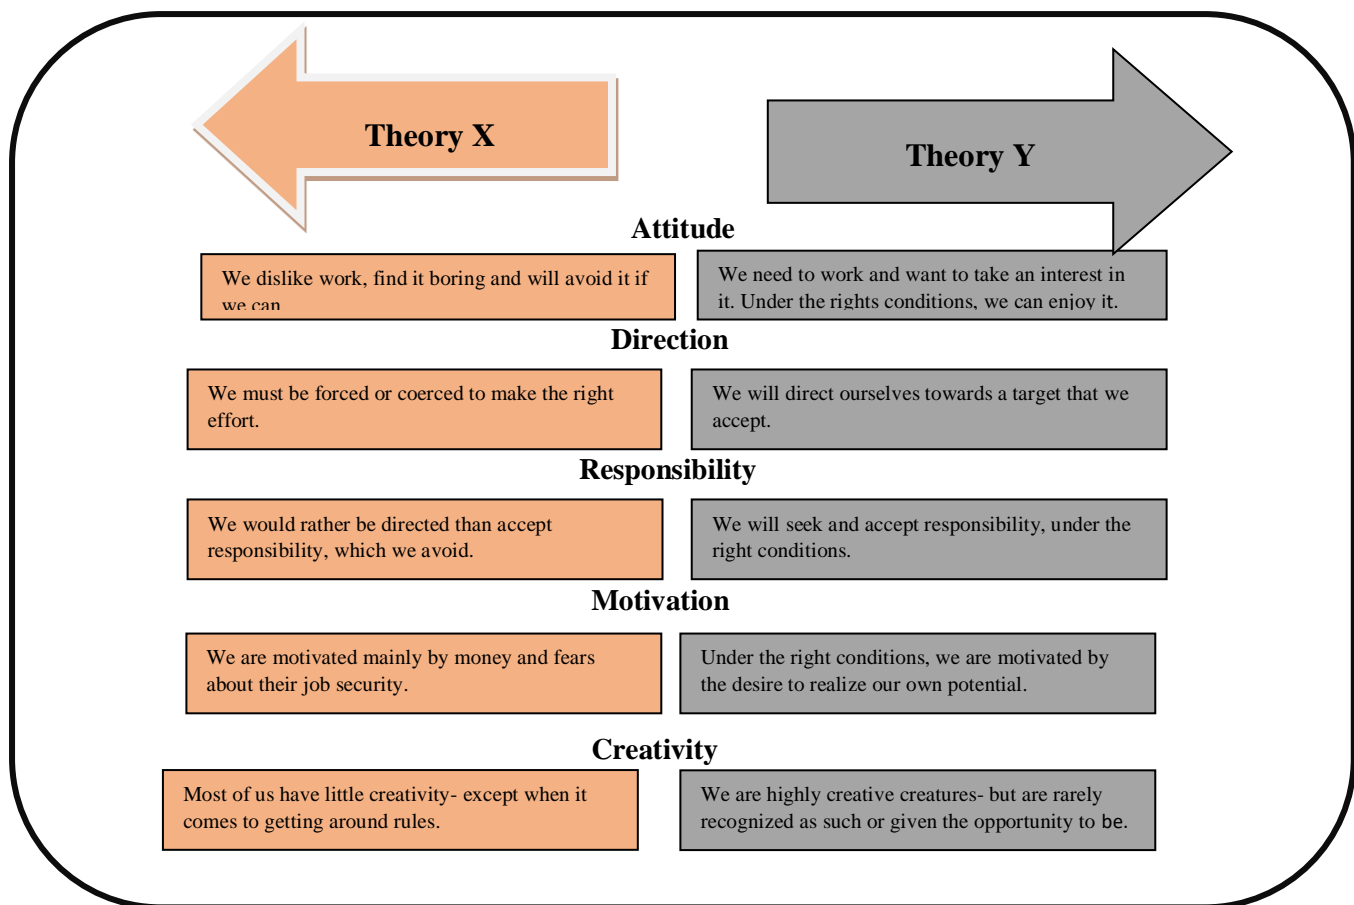 Theory X
Theory Y
Attitude
We dislike work, find it boring and will avoid it if
we can
We need to work and want to take an interest in
it. Under the rights conditions, we can enjoy it.
Direction
We must be forced or coerced to make the right
effort.
We will direct ourselves towards a target that we
accept.
Responsibility
We would rather be directed than accept
responsibility, which we avoid.
We will seek and accept responsibility, under the
right conditions.
Motivation
We are motivated mainly by money and fears
about their job security.
Under the right conditions, we are motivated by
the desire to realize our own potential.
Creativity
Most of us have little creativity- except when it
comes to getting around rules.
We are highly creative creatures- but are rarely
recognized as such or given the opportunity to be.